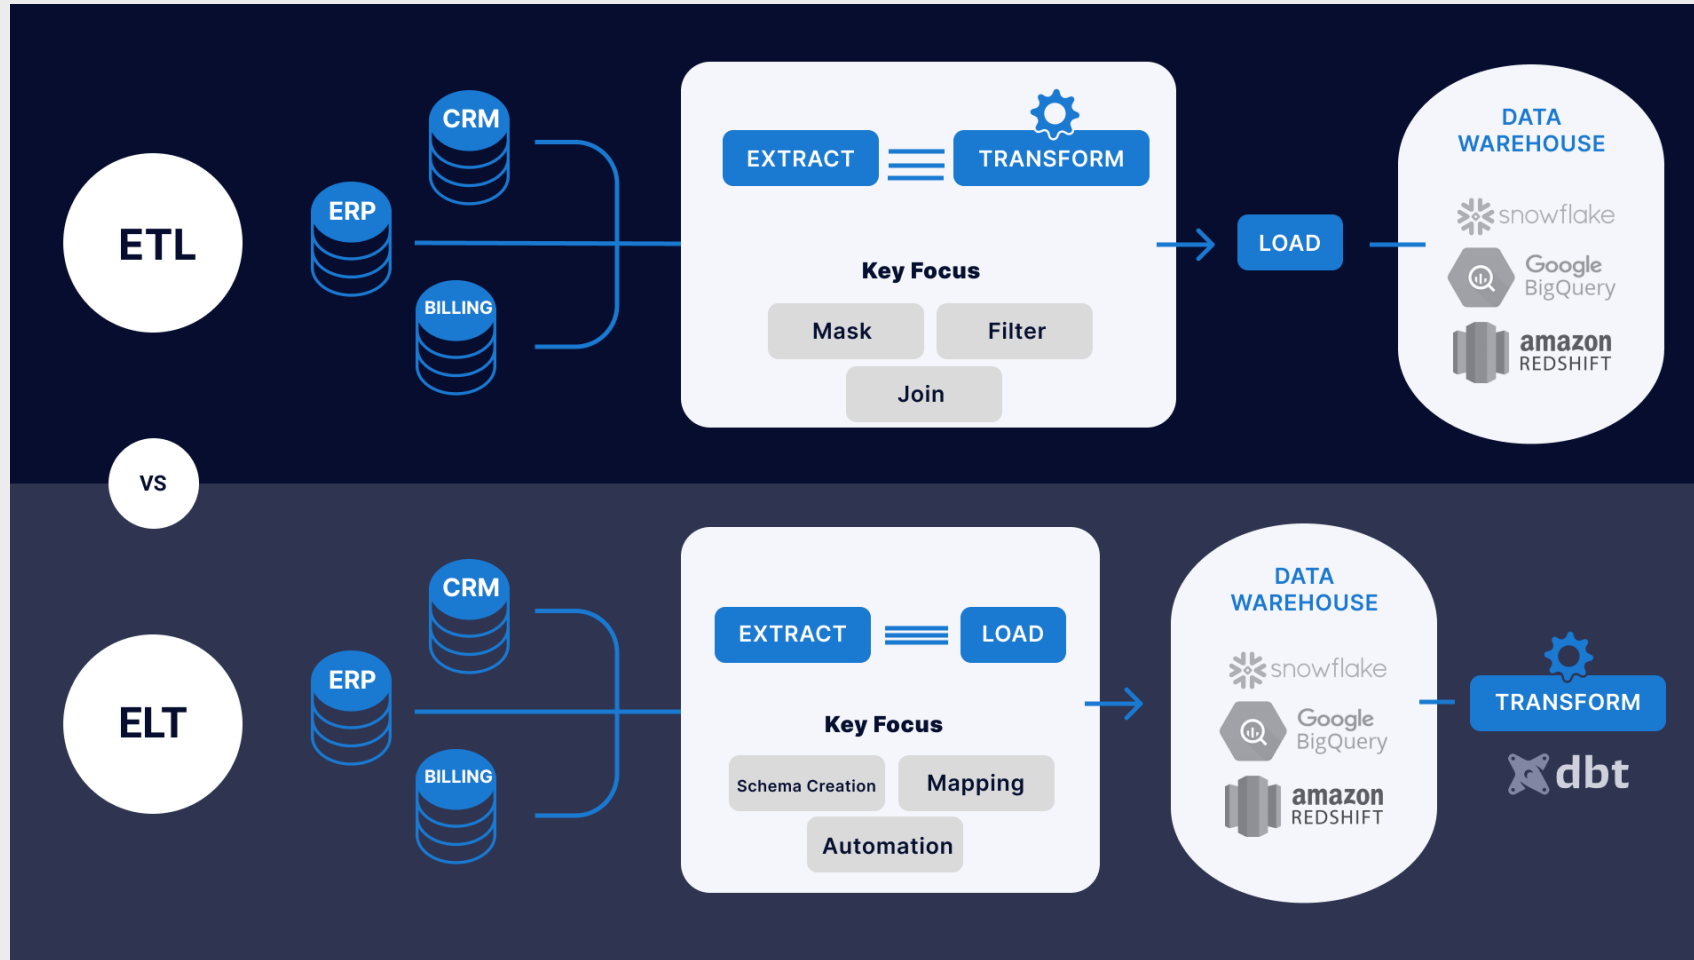 ETL
CRM
ERP
BILLING
EXTRACT
TRANSFORM
Key Focus
Mask
Filter
Join
LOAD
DATA
WAREHOUSE
snowflake
Google
BigQuery
amazon
REDSHIFT
VS
ELT
CRM
ERP
BILLING
EXTRACT
LOAD
Key Focus
Schema Creation
Mapping
Automation
DATA
WAREHOUSE
snowflake
Google
BigQuery
amazon
REDSHIFT
TRANSFORM
dbt